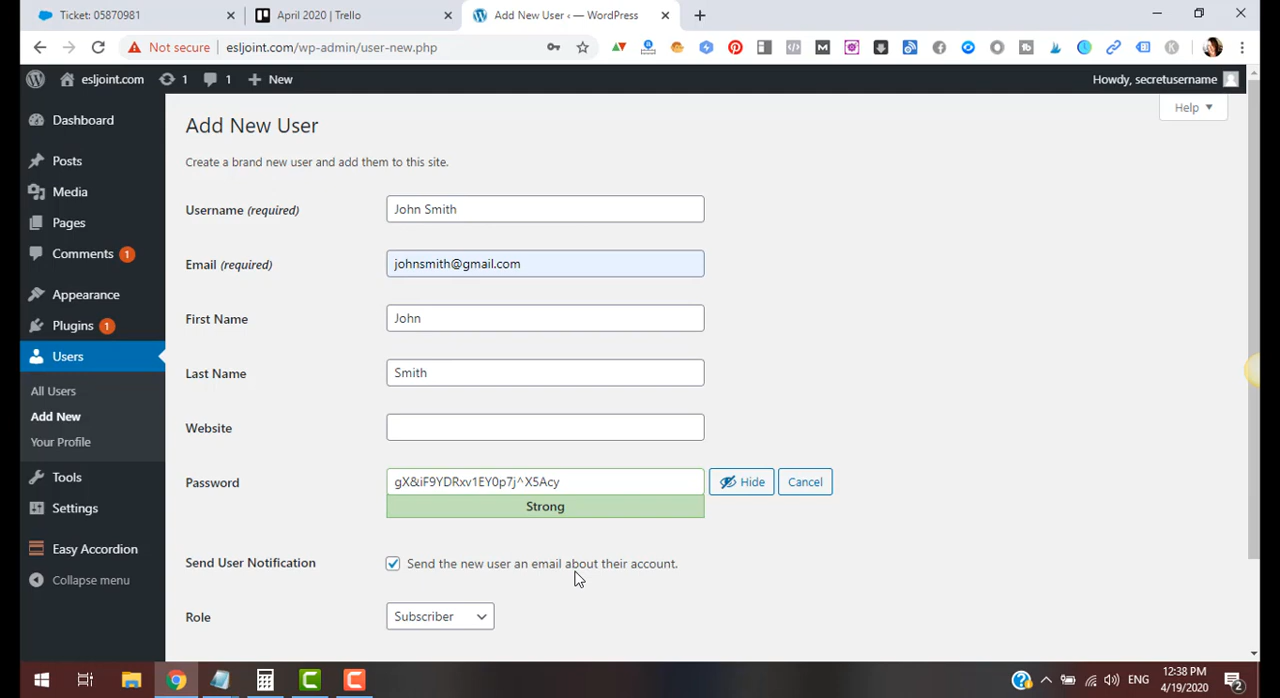 Ticket: 05870981
April 2020 | Trello
Add New User ‹ — WordPress
Not secure | esljoint.com/wp-admin/user-new.php
esljoint.com 1 1 New
Howdy, secretusername
Help
Dashboard
Posts
Media
Pages
Comments 1
Appearance
Plugins 1
Users
All Users
Add New
Your Profile
Tools
Settings
Easy Accordion
Collapse menu
Add New User
Create a brand new user and add them to this site.
Username (required) John Smith
Email (required) johnsmith@gmail.com
First Name John
Last Name Smith
Website
Password gX&iF9YDRxv1EY0p7j^X5Acy Hide Cancel
Strong
Send User Notification Send the new user an email about their account.
Role Subscriber
ENG
12:38 PM
4/19/2020
2